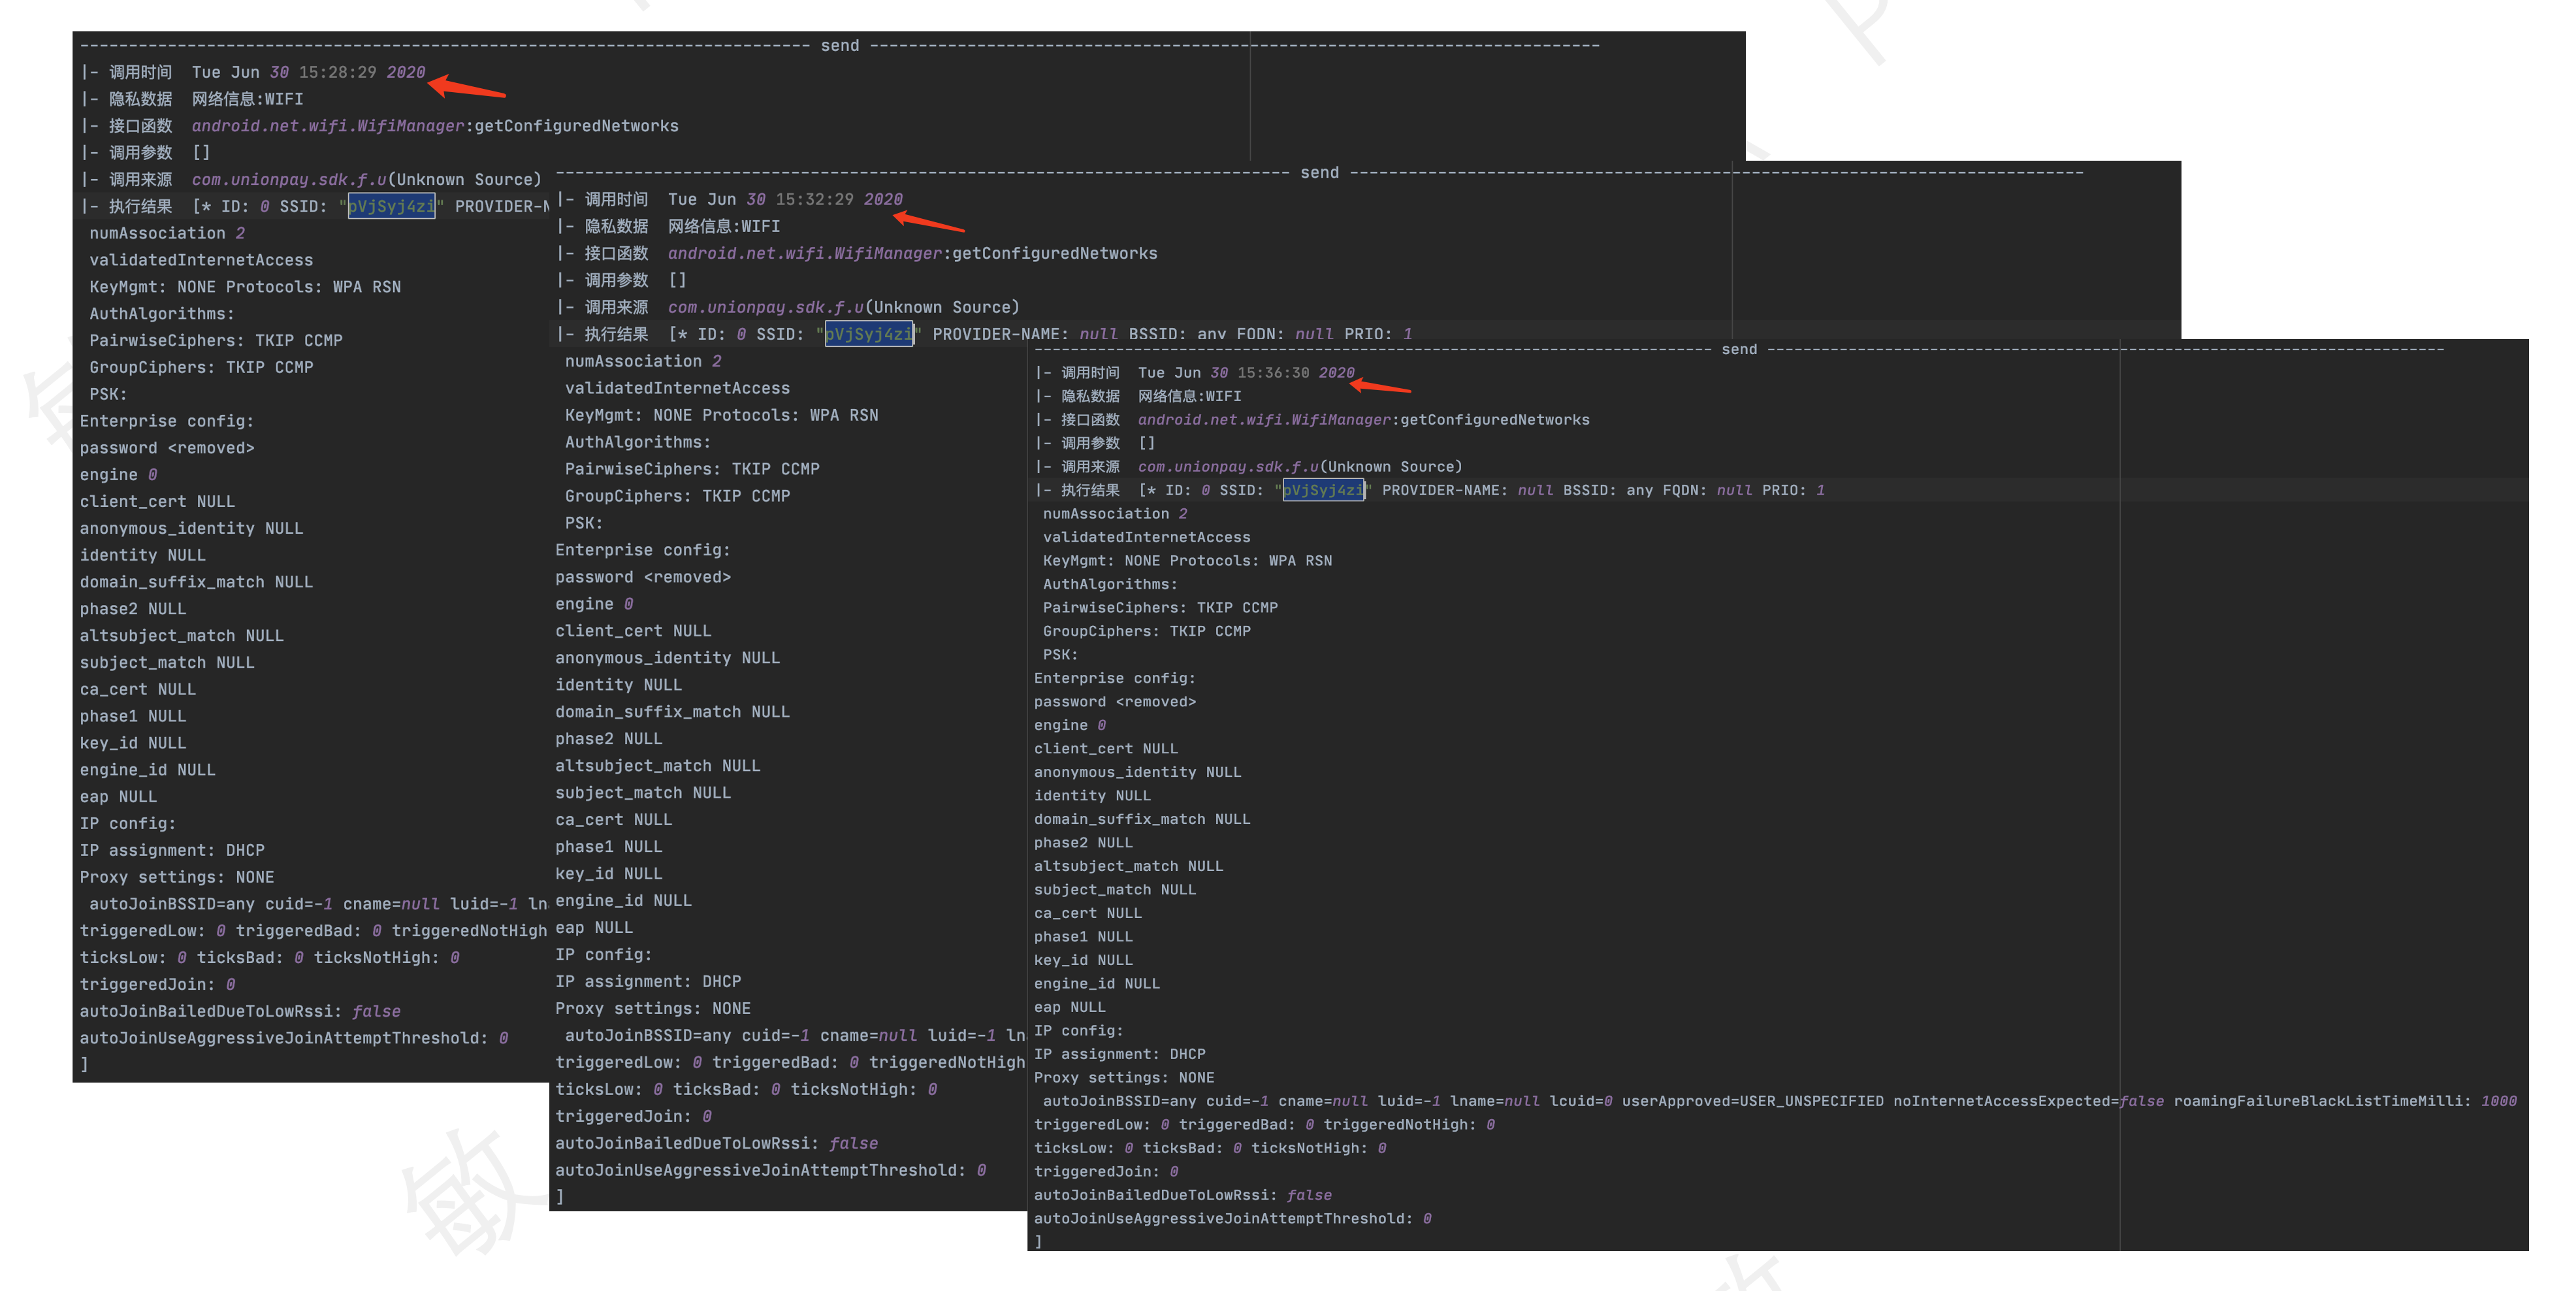 ------------------------------ send ------------------------------
|- 调用时间 Tue Jun 30 15:28:29 2020
|- 隐私数据 网络信息:WIFI
|- 接口函数 android.net.wifi.WifiManager:getConfiguredNetworks
|- 调用参数 []
|- 调用来源 com.unionpay.sdk.f.u(Unknown Source)
|- 执行结果 [* ID: 0 SSID: "pVjSyj4zi" PROVIDER-N
numAssociation 2
validatedInternetAccess
KeyMgmt: NONE Protocols: WPA RSN
AuthAlgorithms:
PairwiseCiphers: TKIP CCMP
GroupCiphers: TKIP CCMP
PSK:
Enterprise config:
password <removed>
engine 0
client_cert NULL
anonymous_identity NULL
identity NULL
domain_suffix_match NULL
phase2 NULL
altsubject_match NULL
subject_match NULL
ca_cert NULL
phase1 NULL
key_id NULL
engine_id NULL
eap NULL
IP config:
IP assignment: DHCP
Proxy settings: NONE
autoJoinBSSID=any cuid=-1 cname=null luid=-1 ln
triggeredLow: 0 triggeredBad: 0 triggeredNotHigh
ticksLow: 0 ticksBad: 0 ticksNotHigh: 0
triggeredJoin: 0
autoJoinBailedDueToLowRssi: false
autoJoinUseAggressiveJoinAttemptThreshold: 0
]
------------------------------ send ------------------------------
|- 调用时间 Tue Jun 30 15:32:29 2020
|- 隐私数据 网络信息:WIFI
|- 接口函数 android.net.wifi.WifiManager:getConfiguredNetworks
|- 调用参数 []
|- 调用来源 com.unionpay.sdk.f.u(Unknown Source)
|- 执行结果 [* ID: 0 SSID: "pVjSyj4zi" PROVIDER-NAME: null BSSID: any FQDN: null PRIO: 1
numAssociation 2
validatedInternetAccess
KeyMgmt: NONE Protocols: WPA RSN
AuthAlgorithms:
PairwiseCiphers: TKIP CCMP
GroupCiphers: TKIP CCMP
PSK:
Enterprise config:
password <removed>
engine 0
client_cert NULL
anonymous_identity NULL
identity NULL
domain_suffix_match NULL
phase2 NULL
altsubject_match NULL
subject_match NULL
ca_cert NULL
phase1 NULL
key_id NULL
engine_id NULL
eap NULL
IP config:
IP assignment: DHCP
Proxy settings: NONE
autoJoinBSSID=any cuid=-1 cname=null luid=-1 ln
triggeredLow: 0 triggeredBad: 0 triggeredNotHigh
ticksLow: 0 ticksBad: 0 ticksNotHigh: 0
triggeredJoin: 0
autoJoinBailedDueToLowRssi: false
autoJoinUseAggressiveJoinAttemptThreshold: 0
]
------------------------------ send ------------------------------
|- 调用时间 Tue Jun 30 15:36:30 2020
|- 隐私数据 网络信息:WIFI
|- 接口函数 android.net.wifi.WifiManager:getConfiguredNetworks
|- 调用参数 []
|- 调用来源 com.unionpay.sdk.f.u(Unknown Source)
|- 执行结果 [* ID: 0 SSID: "pVjSyj4zi" PROVIDER-NAME: null BSSID: any FQDN: null PRIO: 1
numAssociation 2
validatedInternetAccess
KeyMgmt: NONE Protocols: WPA RSN
AuthAlgorithms:
PairwiseCiphers: TKIP CCMP
GroupCiphers: TKIP CCMP
PSK:
Enterprise config:
password <removed>
engine 0
client_cert NULL
anonymous_identity NULL
identity NULL
domain_suffix_match NULL
phase2 NULL
altsubject_match NULL
subject_match NULL
ca_cert NULL
phase1 NULL
key_id NULL
engine_id NULL
eap NULL
IP config:
IP assignment: DHCP
Proxy settings: NONE
autoJoinBSSID=any cuid=-1 cname=null luid=-1 lname=null lcuid=0 userApproved=USER_UNSPECIFIED noInternetAccessExpected=false roamingFailureBlackListTimeMilli: 1000
triggeredLow: 0 triggeredBad: 0 triggeredNotHigh: 0
ticksLow: 0 ticksBad: 0 ticksNotHigh: 0
triggeredJoin: 0
autoJoinBailedDueToLowRssi: false
autoJoinUseAggressiveJoinAttemptThreshold: 0
]
敏